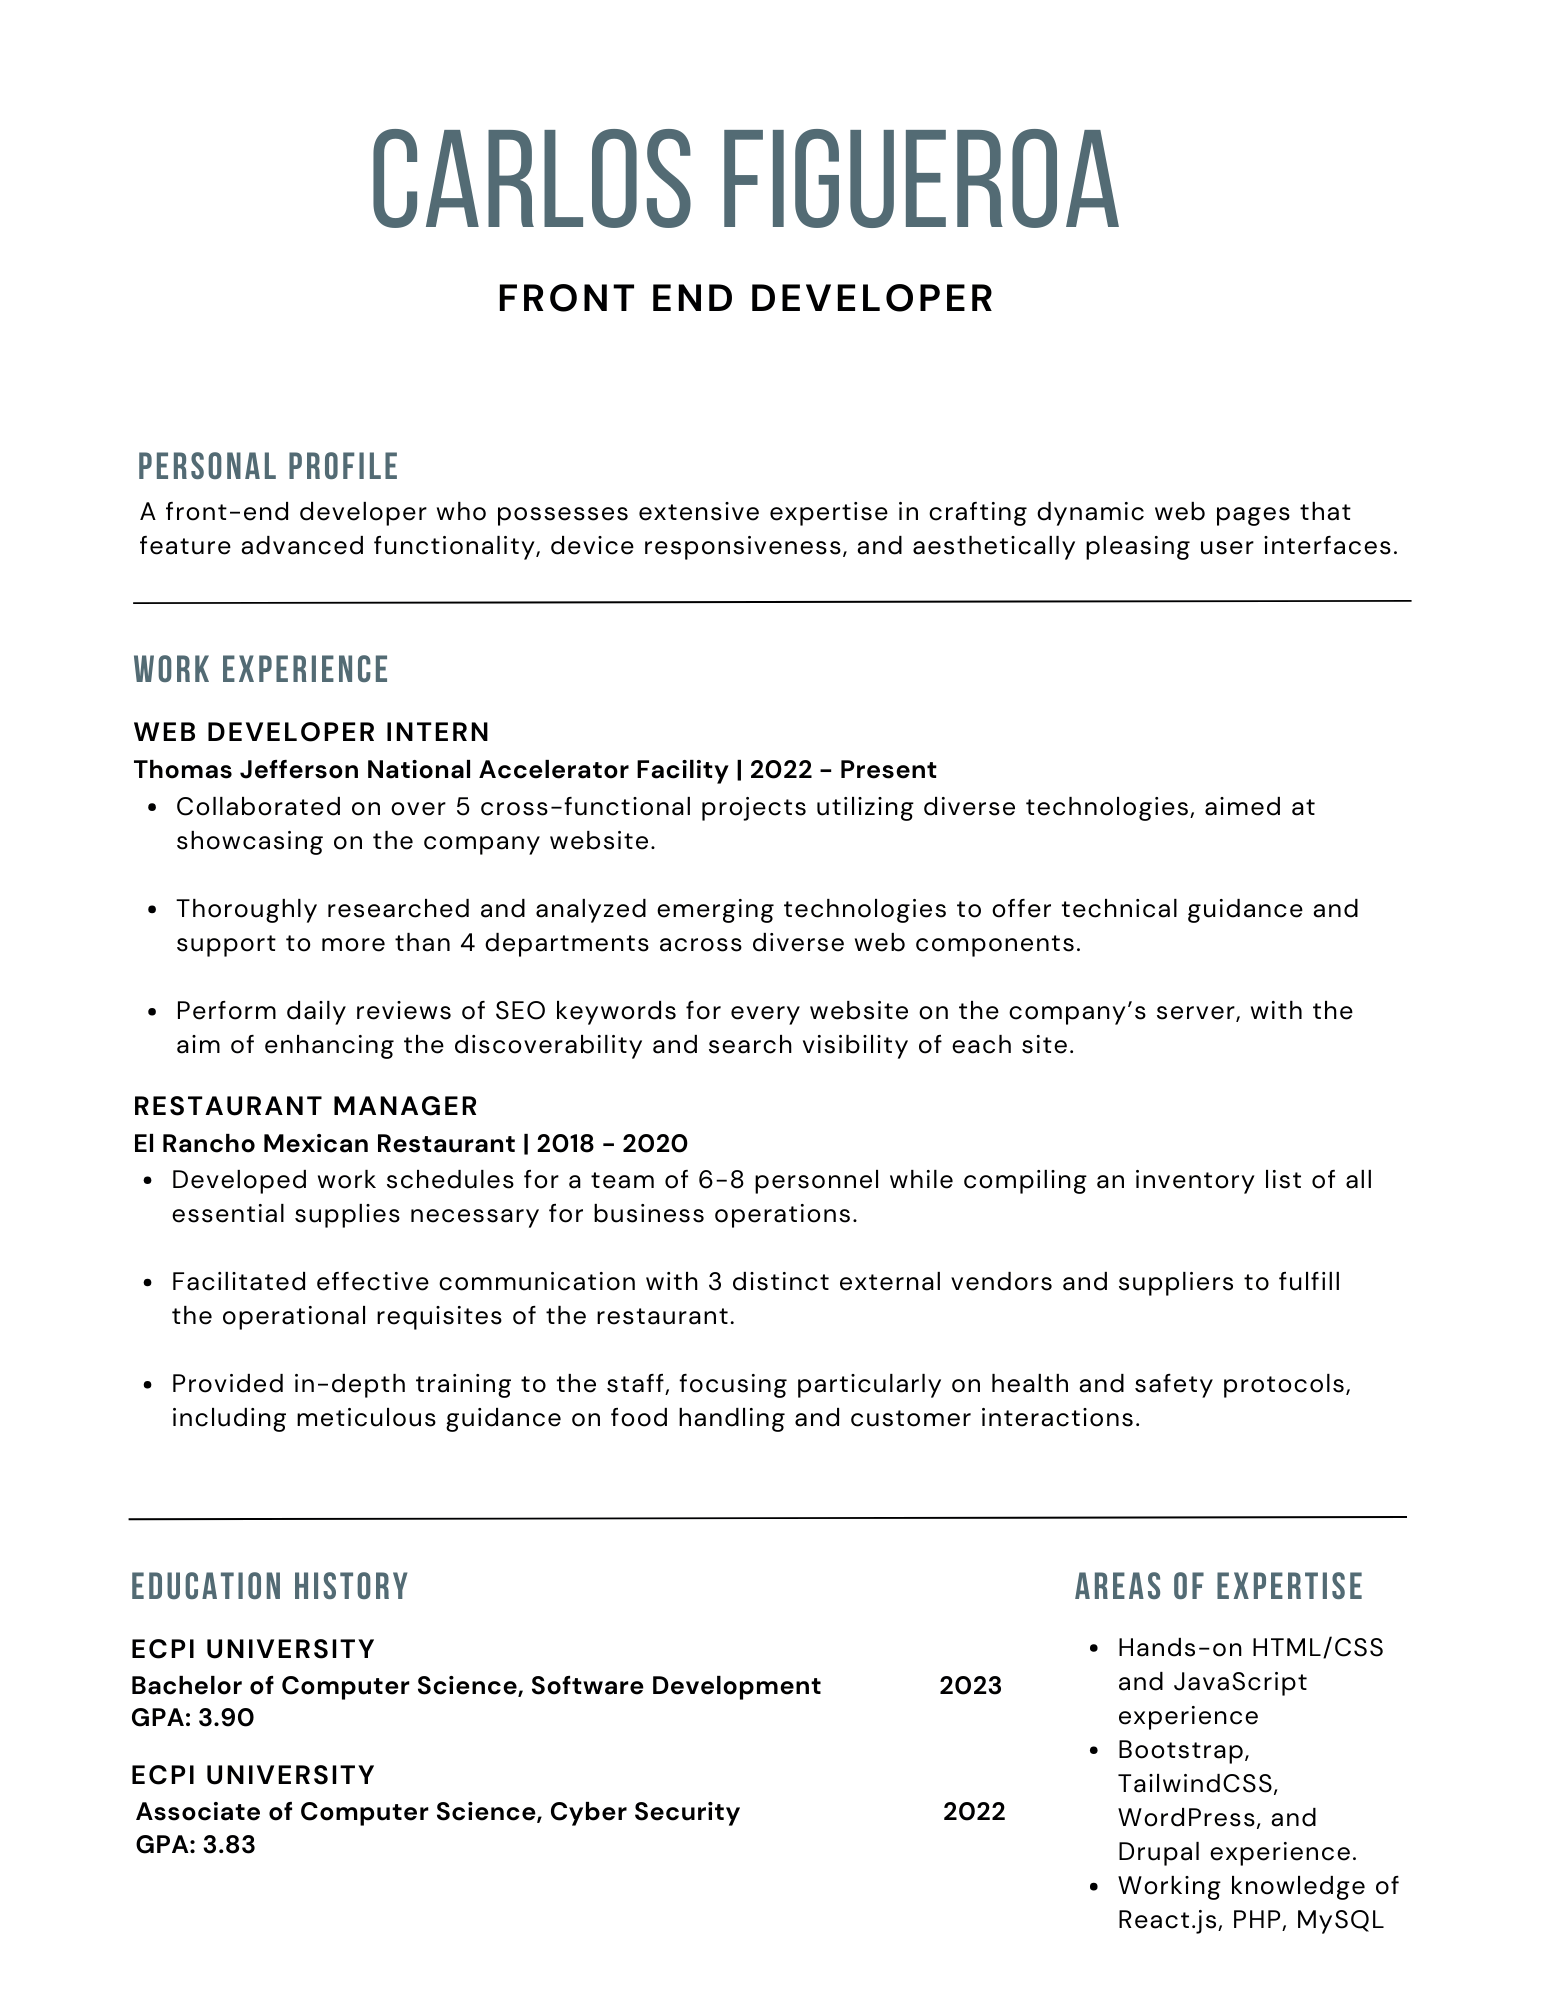 CARLOS FIGUEROA
FRONT END DEVELOPER
PERSONAL PROFILE
A front-end developer who possesses extensive expertise in crafting dynamic web pages that
feature advanced functionality, device responsiveness, and aesthetically pleasing user interfaces.
WORK EXPERIENCE
WEB DEVELOPER INTERN
Thomas Jefferson National Accelerator Facility | 2022 - Present
• Collaborated on over 5 cross-functional projects utilizing diverse technologies, aimed at
showcasing on the company website.
• Thoroughly researched and analyzed emerging technologies to offer technical guidance and
support to more than 4 departments across diverse web components.
• Perform daily reviews of SEO keywords for every website on the company's server, with the
aim of enhancing the discoverability and search visibility of each site.
RESTAURANT MANAGER
El Rancho Mexican Restaurant | 2018 - 2020
• Developed work schedules for a team of 6-8 personnel while compiling an inventory list of all
essential supplies necessary for business operations.
• Facilitated effective communication with 3 distinct external vendors and suppliers to fulfill
the operational requisites of the restaurant.
• Provided in-depth training to the staff, focusing particularly on health and safety protocols,
including meticulous guidance on food handling and customer interactions.
EDUCATION HISTORY
ECPI UNIVERSITY
Bachelor of Computer Science, Software Development 2023
GPA: 3.90
ECPI UNIVERSITY
Associate of Computer Science, Cyber Security 2022
GPA: 3.83
AREAS OF EXPERTISE
• Hands-on HTML/CSS
and JavaScript
experience
• Bootstrap,
TailwindCSS,
WordPress, and
Drupal experience.
• Working knowledge of
React.js, PHP, MySQL